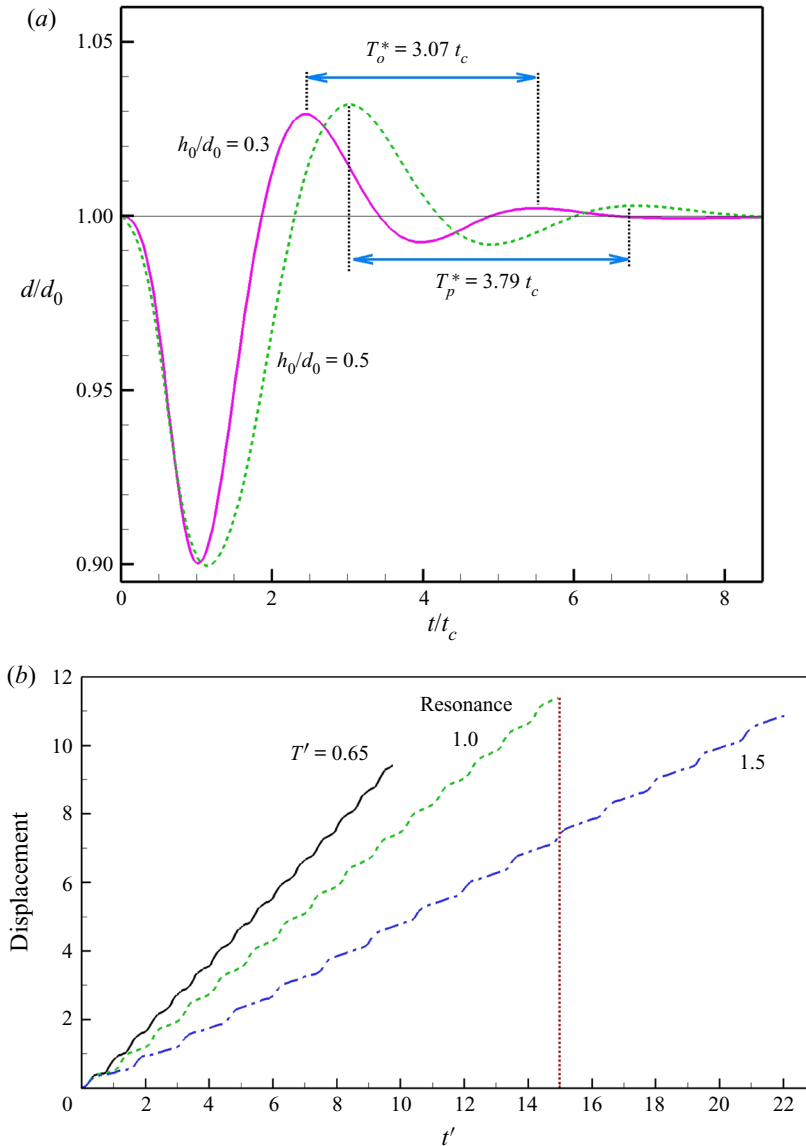 (a)
1.05
T*o = 3.07 tc
h0/d0 = 0.3
1.00
d/d0
T*p = 3.79 tc
h0/d0 = 0.5
0.95
0.90
0 2 4 6 8
t/tc
(b)
12
Resonance
10
T′ = 0.65
1.0
1.5
8
Displacement
6
4
2
0 2 4 6 8 10 12 14 16 18 20 22
t′